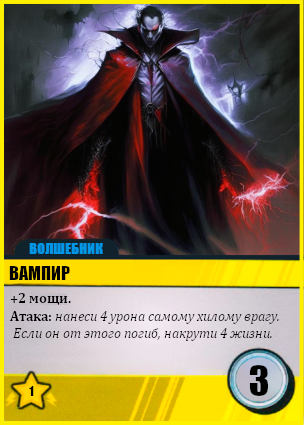 ВОЛШЕБНИК
ВАМПИР
+2 мощи.
Атака: нанеси 4 урона самому хилому врагу.
Если он от этого погиб, накрути 4 жизни.
1
3